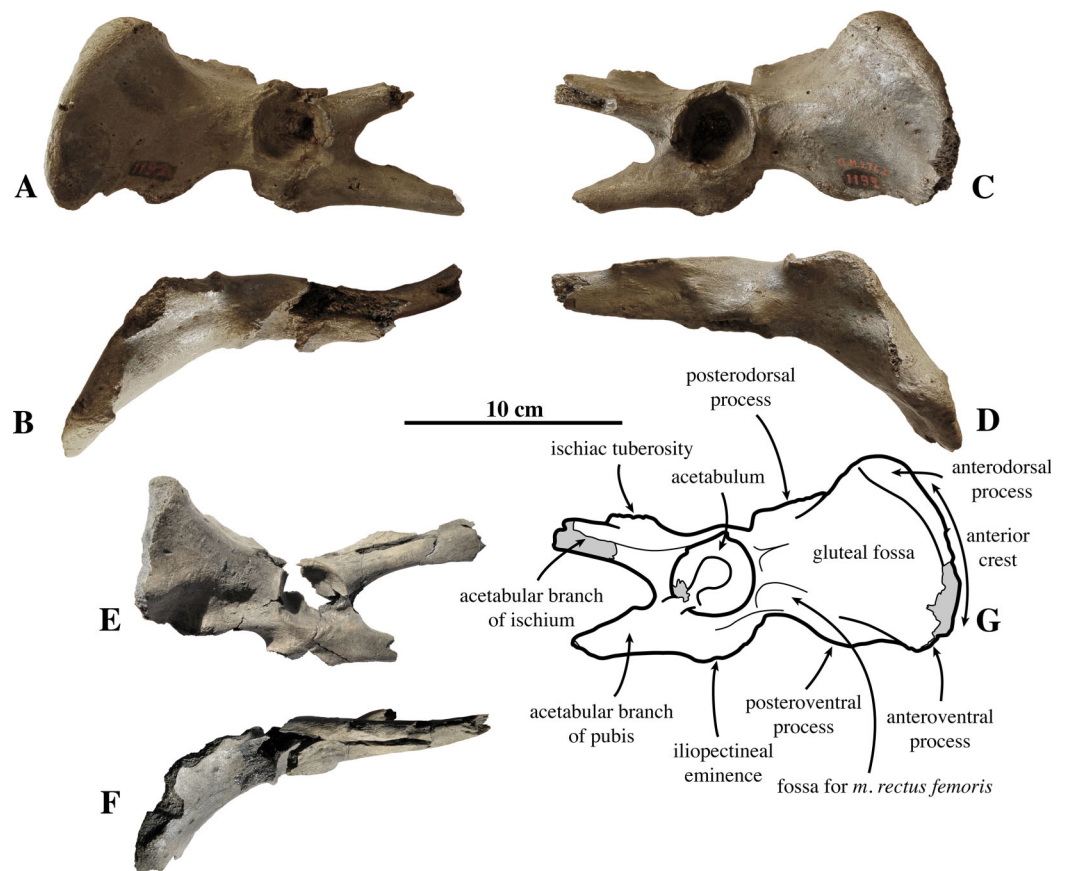 A
1192
C
1192
B
10 cm
D
posterodorsal
process
ischiac tuberosity
acetabulum
anterodorsal
process
anterior
crest
gluteal fossa
E
acetabular branch
of ischium
G
acetabular branch
of pubis
iliopectineal
eminence
posteroventral
process
anteroventral
process
fossa for m. rectus femoris
F